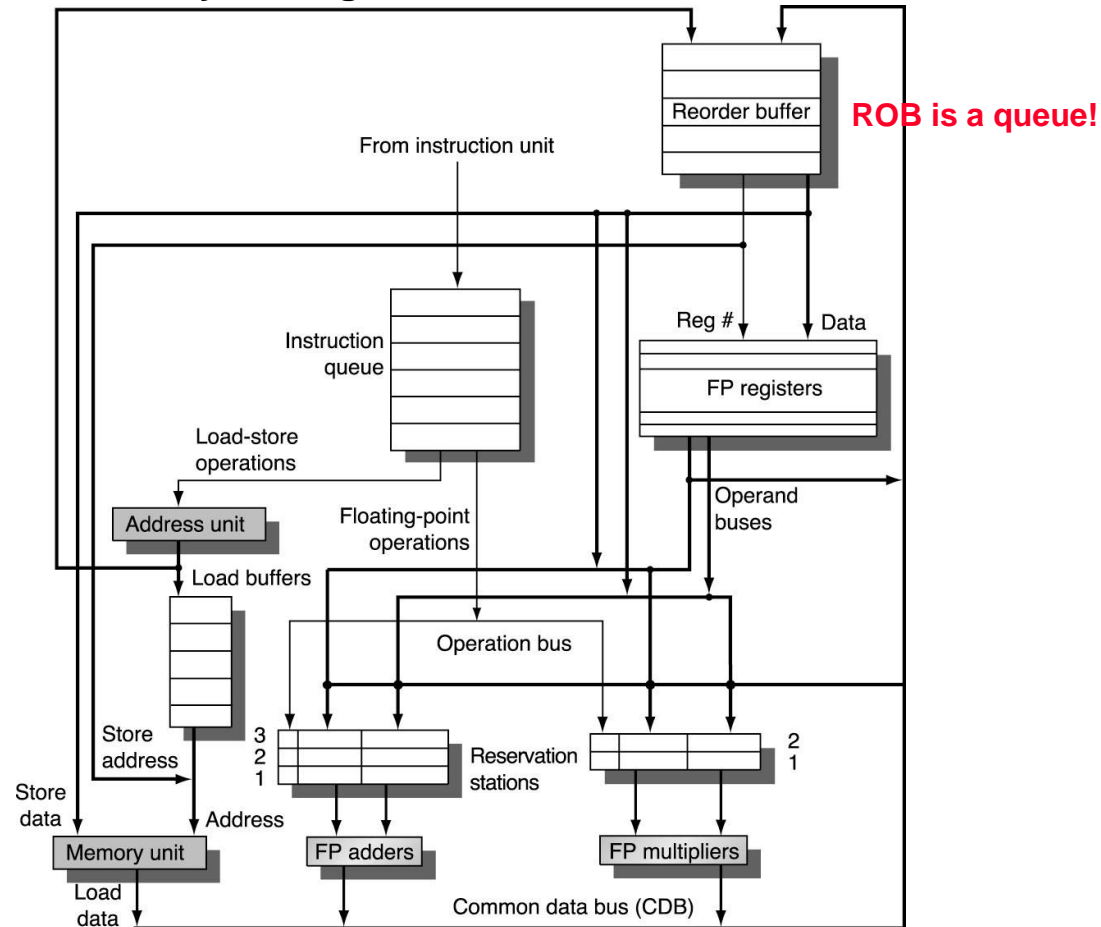 Reorder buffer
ROB is a queue!
From instruction unit
Reg #
Data
Instruction
queue
FP registers
Load-store
operations
Operand
buses
Address unit
Floating-point
operations
Load buffers
Operation bus
Store
address
3
2
1
Reservation
stations
2
1
Store
data
Address
Memory unit
FP adders
FP multipliers
Load
data
Common data bus (CDB)